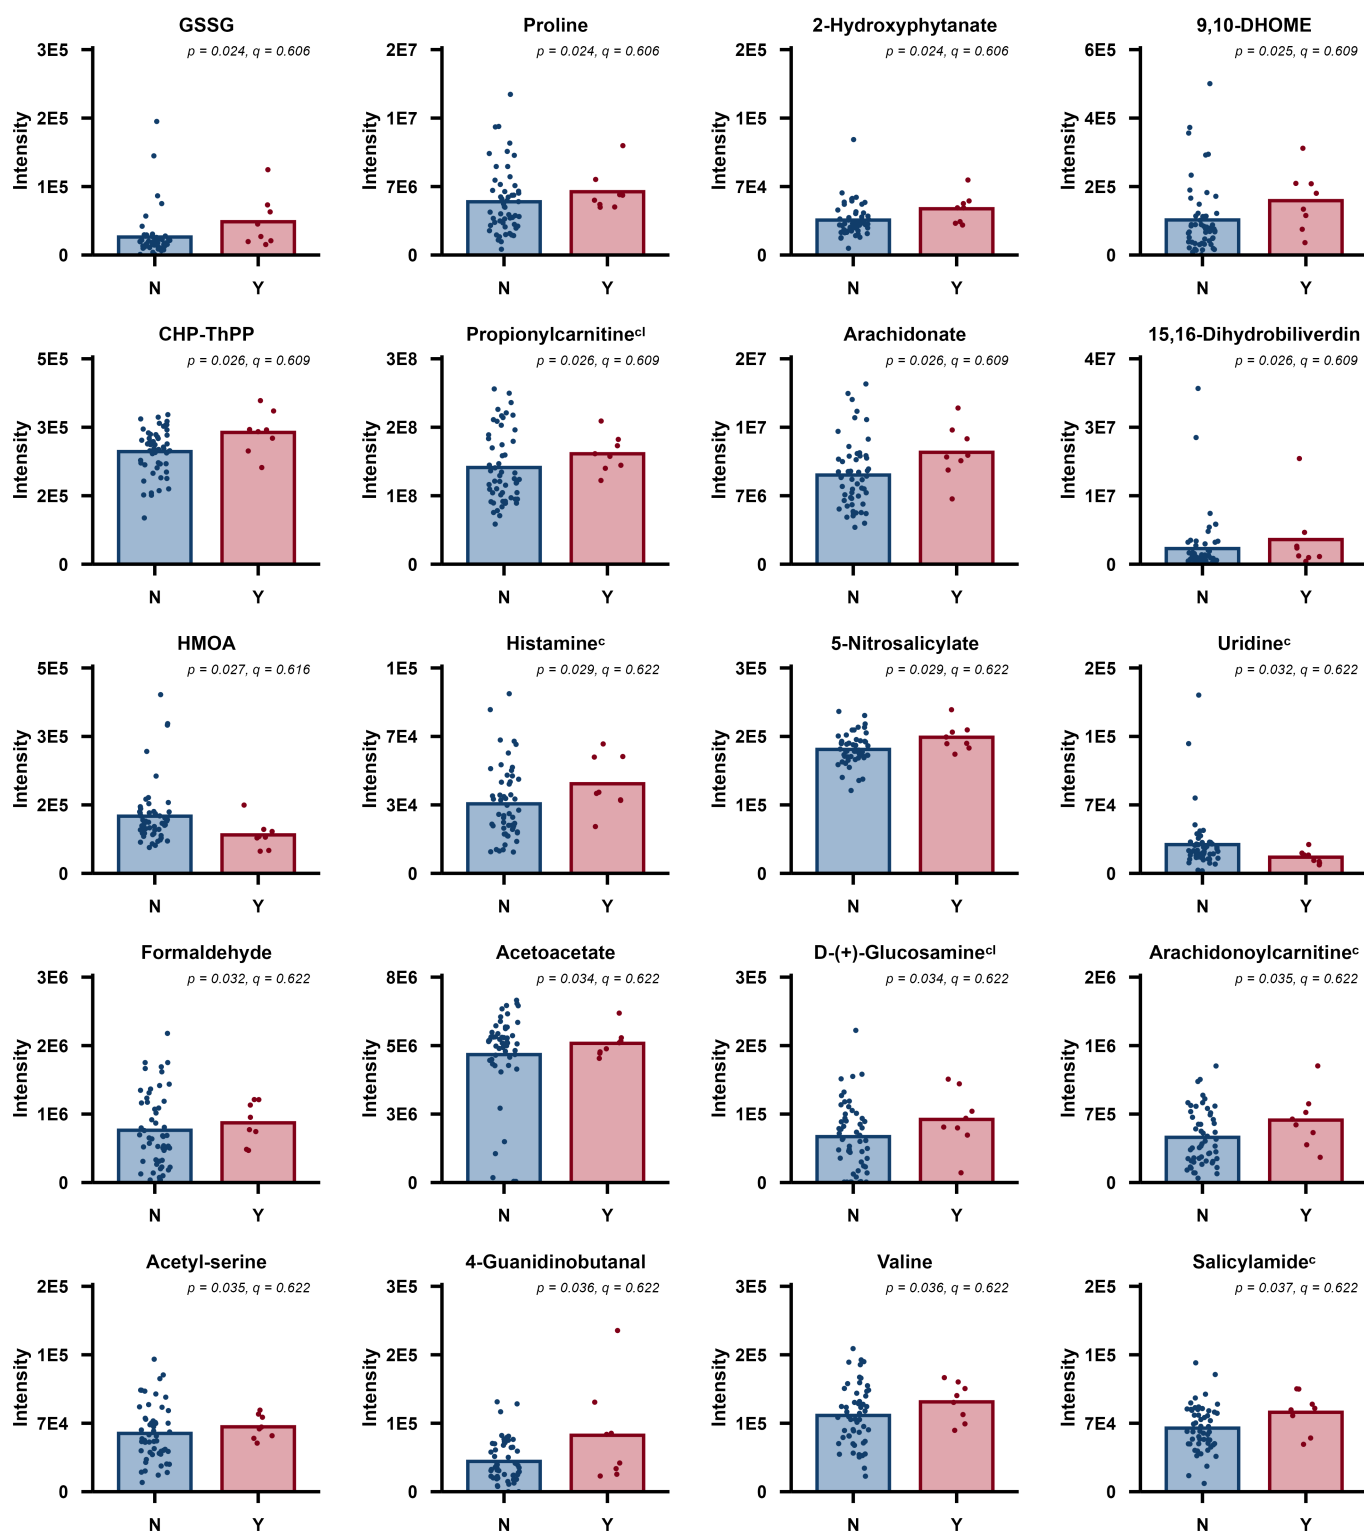 GSSG
p = 0.024, q = 0.606
3E5
2E5
1E5
0
Intensity
N Y
Proline
p = 0.024, q = 0.606
2E7
1E7
7E6
0
Intensity
N Y
2-Hydroxyphytanate
p = 0.024, q = 0.606
2E5
1E5
7E4
0
Intensity
N Y
9,10-DHOME
p = 0.025, q = 0.609
6E5
4E5
2E5
0
Intensity
N Y
CHP-ThPP
p = 0.026, q = 0.609
5E5
3E5
2E5
0
Intensity
N Y
Propionylcarnitineᶜˡ
p = 0.026, q = 0.609
3E8
2E8
1E8
0
Intensity
N Y
Arachidonate
p = 0.026, q = 0.609
2E7
1E7
7E6
0
Intensity
N Y
15,16-Dihydrobiliverdin
p = 0.026, q = 0.609
4E7
3E7
1E7
0
Intensity
N Y
HMOA
p = 0.027, q = 0.616
5E5
3E5
2E5
0
Intensity
N Y
Histamineᶜ
p = 0.029, q = 0.622
1E5
7E4
3E4
0
Intensity
N Y
5-Nitrosalicylate
p = 0.029, q = 0.622
3E5
2E5
1E5
0
Intensity
N Y
Uridineᶜ
p = 0.032, q = 0.622
2E5
1E5
7E4
0
Intensity
N Y
Formaldehyde
p = 0.032, q = 0.622
3E6
2E6
1E6
0
Intensity
N Y
Acetoacetate
p = 0.034, q = 0.622
8E6
5E6
3E6
0
Intensity
N Y
D-(+)-Glucosamineᶜˡ
p = 0.034, q = 0.622
3E5
2E5
1E5
0
Intensity
N Y
Arachidonoylcarnitineᶜ
p = 0.035, q = 0.622
2E6
1E6
7E5
0
Intensity
N Y
Acetyl-serine
p = 0.035, q = 0.622
2E5
1E5
7E4
0
Intensity
N Y
4-Guanidinobutanal
p = 0.036, q = 0.622
3E5
2E5
1E5
0
Intensity
N Y
Valine
p = 0.036, q = 0.622
3E5
2E5
1E5
0
Intensity
N Y
Salicylamideᶜ
p = 0.037, q = 0.622
2E5
1E5
7E4
0
Intensity
N Y